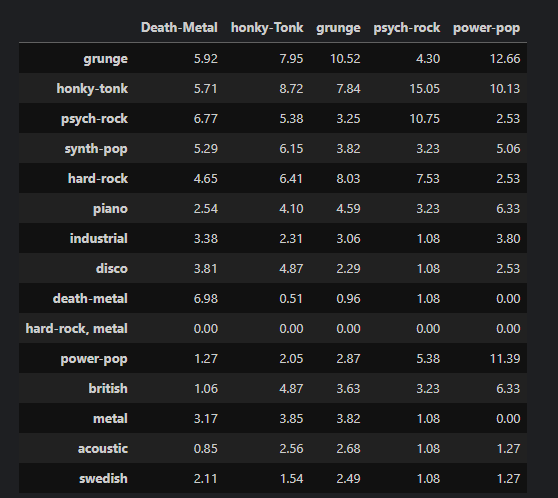 Death-Metal honky-Tonk grunge psych-rock power-pop
grunge 5.92 7.95 10.52 4.30 12.66
honky-tonk 5.71 8.72 7.84 15.05 10.13
psych-rock 6.77 5.38 3.25 10.75 2.53
synth-pop 5.29 6.15 3.82 3.23 5.06
hard-rock 4.65 6.41 8.03 7.53 2.53
piano 2.54 4.10 4.59 3.23 6.33
industrial 3.38 2.31 3.06 1.08 3.80
disco 3.81 4.87 2.29 1.08 2.53
death-metal 6.98 0.51 0.96 1.08 0.00
hard-rock, metal 0.00 0.00 0.00 0.00 0.00
power-pop 1.27 2.05 2.87 5.38 11.39
british 1.06 4.87 3.63 3.23 6.33
metal 3.17 3.85 3.82 1.08 0.00
acoustic 0.85 2.56 2.68 1.08 1.27
swedish 2.11 1.54 2.49 1.08 1.27